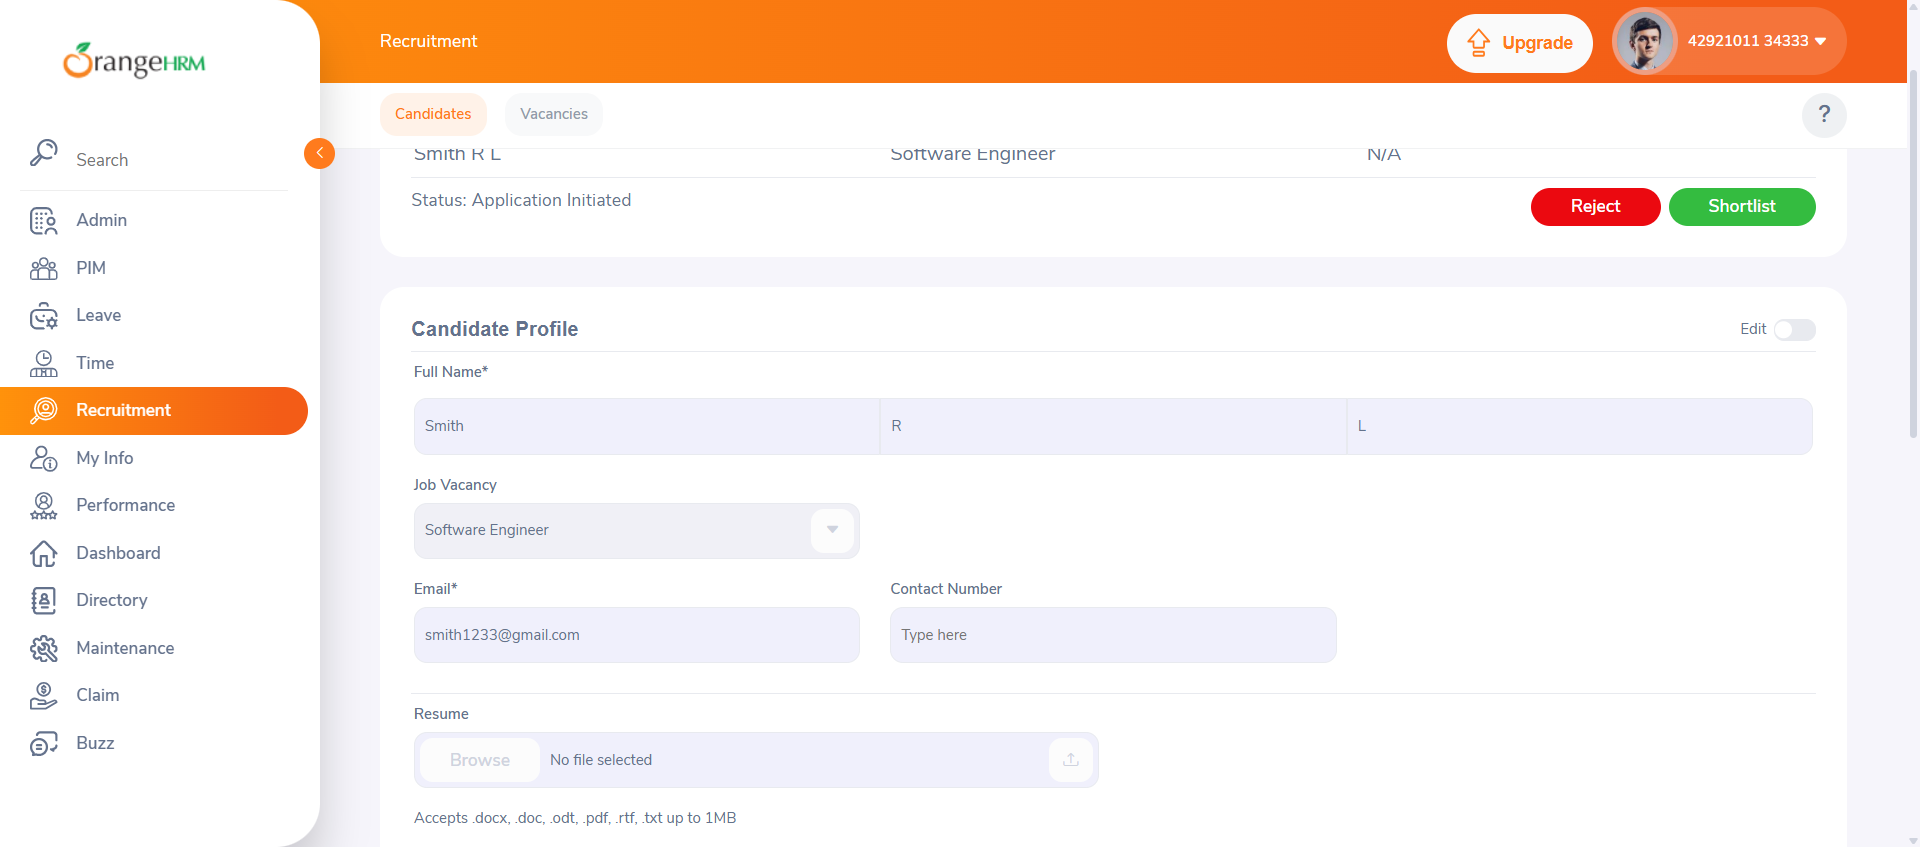 OrangeHRM
Recruitment
Upgrade
42921011 34333
Candidates
Vacancies
?
Search
Admin
PIM
Leave
Time
Recruitment
My Info
Performance
Dashboard
Directory
Maintenance
Claim
Buzz
Smith R L Software Engineer N/A
Status: Application Initiated
Reject
Shortlist
Candidate Profile
Edit
Full Name*
Smith R L
Job Vacancy
Software Engineer
Email* Contact Number
smith1233@gmail.com Type here
Resume
Browse No file selected
Accepts .docx, .doc, .odt, .pdf, .rtf, .txt up to 1MB